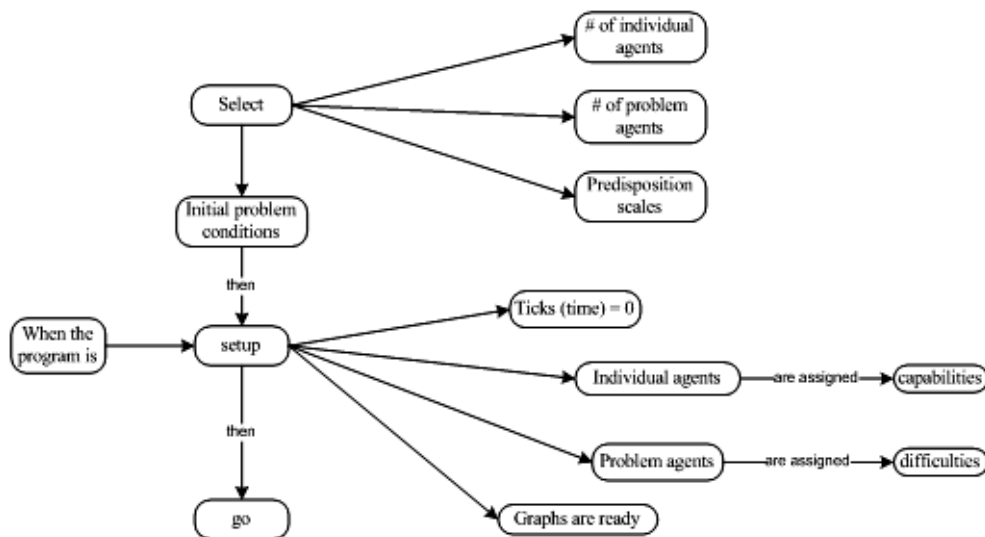 # of individual
agents
Select
# of problem
agents
Predisposition
scales
Initial problem
conditions
then
Ticks (time) = 0
When the
program is
setup
Individual agents
are assigned
capabilities
then
Problem agents
are assigned
difficulties
go
Graphs are ready